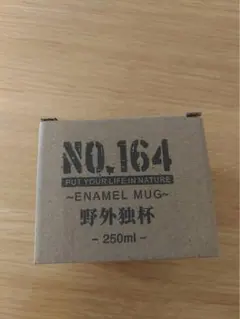 NO.164
PUT YOUR LIFE IN NATURE
~ENAMEL MUG~
野外独杯
- 250ml -